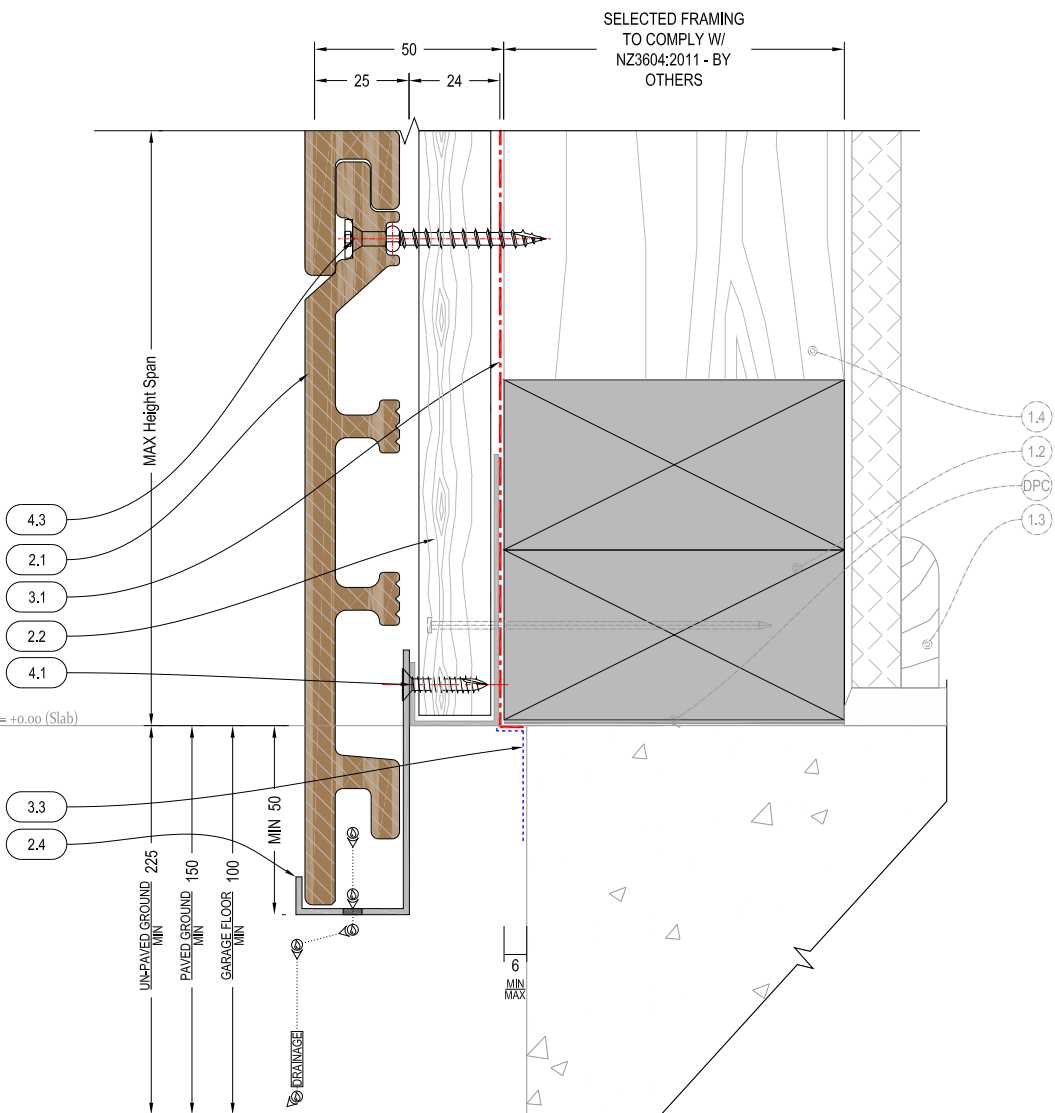 SELECTED FRAMING
TO COMPLY W/
NZ3604:2011 - BY
OTHERS
50
25
24
MAX Height Span
4.3
2.1
3.1
2.2
4.1
= +0.00 (Slab)
3.3
2.4
1.4
1.2
DPC
1.3
MIN 50
UN-PAVED GROUND 225
MIN
PAVED GROUND 150
MIN
GARAGE FLOOR 100
MIN
6
MIN
MAX
DRAINAGE